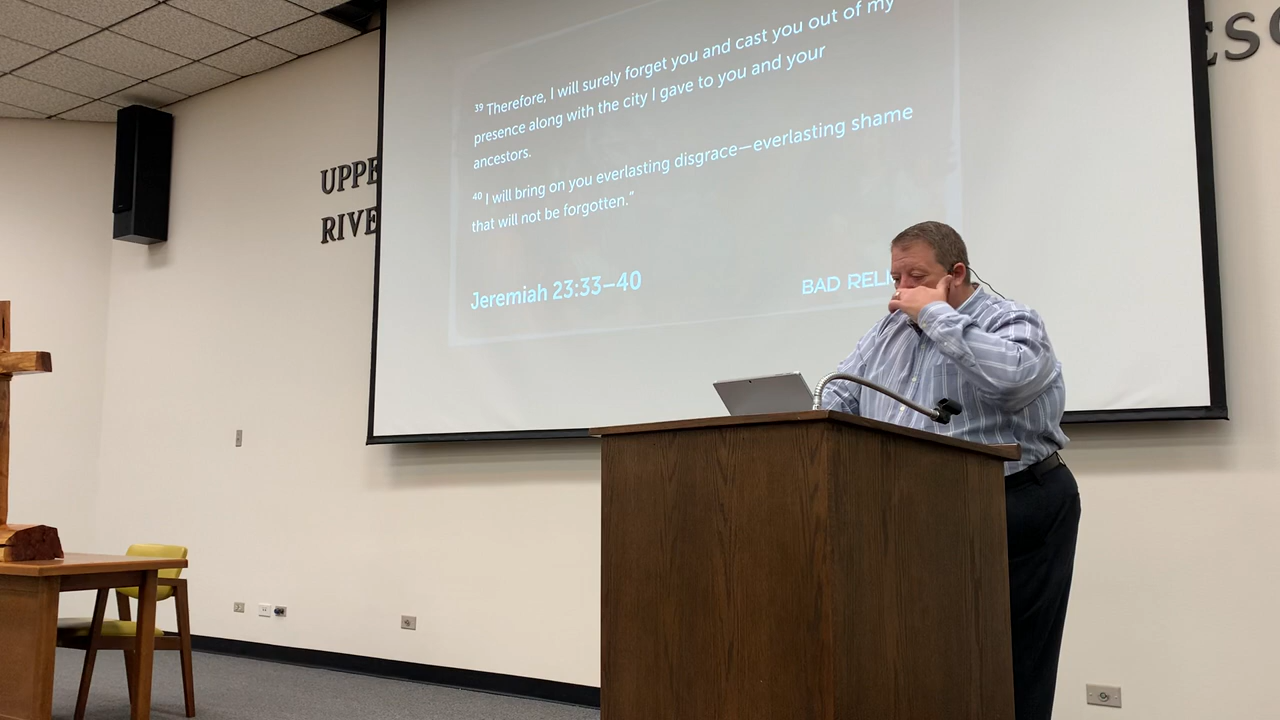 39 Therefore, I will surely forget you and cast you out of my
presence along with the city I gave to you and your
ancestors.
40 I will bring on you everlasting disgrace—everlasting shame
that will not be forgotten.”
Jeremiah 23:33–40
BAD RELI
UPPE
RIVE
ESO